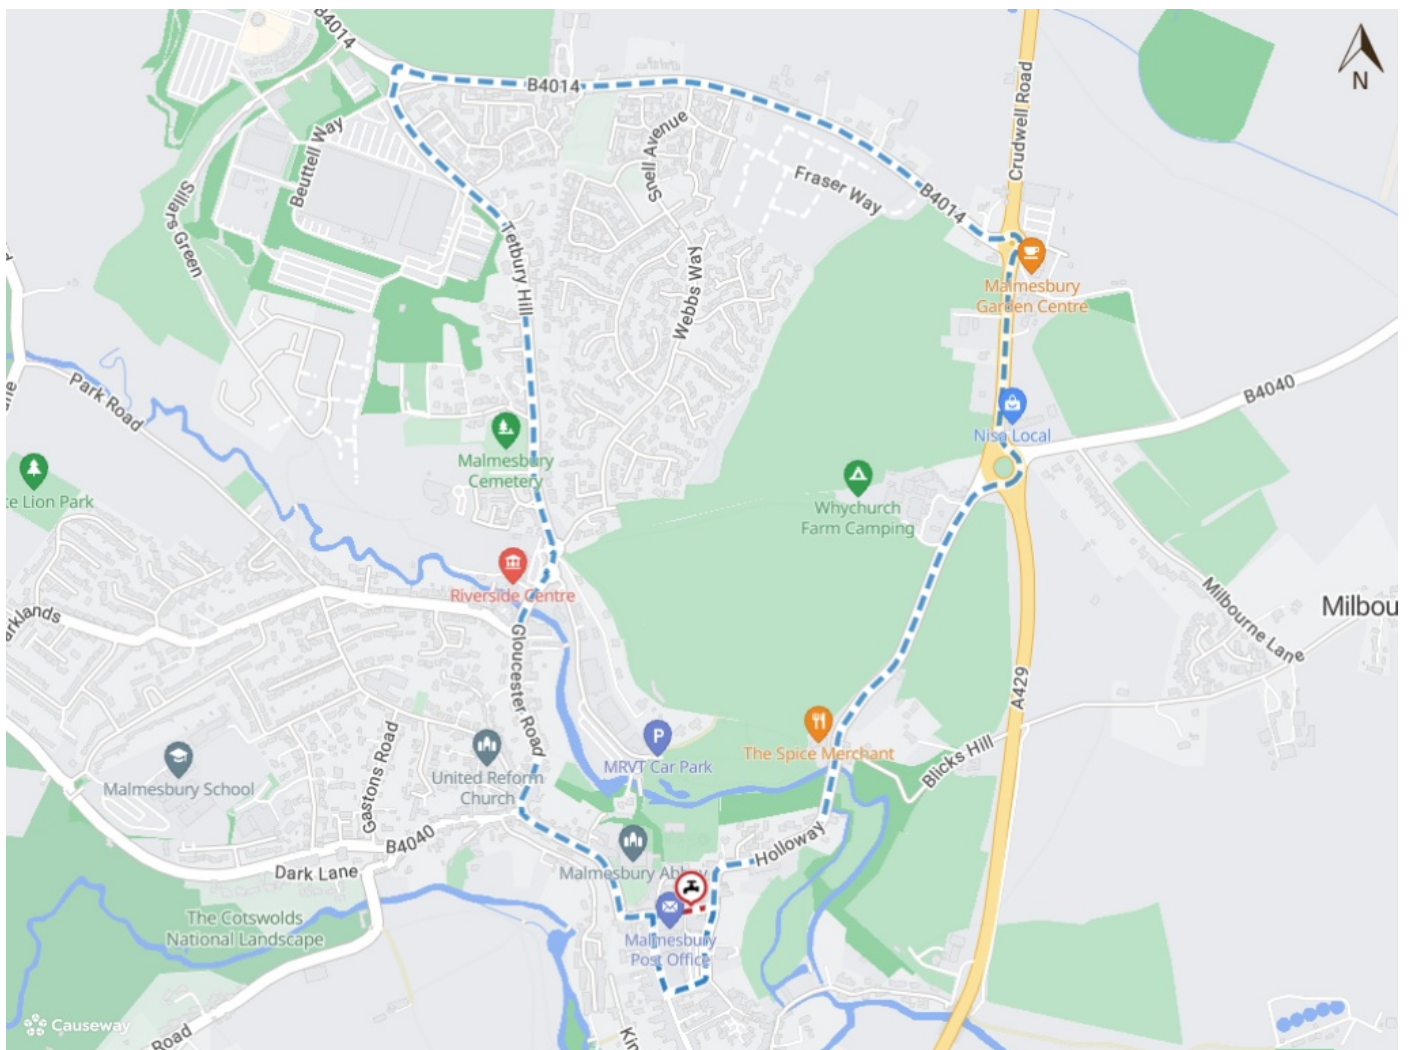 B4014
N
B4014
Crudwell Road
Beuttell Way
Snell Avenue
Fraser Way
B4014
Sillars Green
Tetbury Hill
Webbs Way
Malmesbury
Garden Centre
Park Road
B4040
Nisa Local
Malmesbury
Cemetery
te Lion Park
Whychurch
Farm Camping
Riverside Centre
Milbourne Lane
Milbou
arklands
Gloucester Road
A429
The Spice Merchant
MRVT Car Park
Blicks Hill
United Reform
Church
Malmesbury School
Gastons Road
B4040
Holloway
Dark Lane
Malmesbury Abbey
The Cotswolds
National Landscape
Malmesbury
Post Office
Causeway
Road
Kin